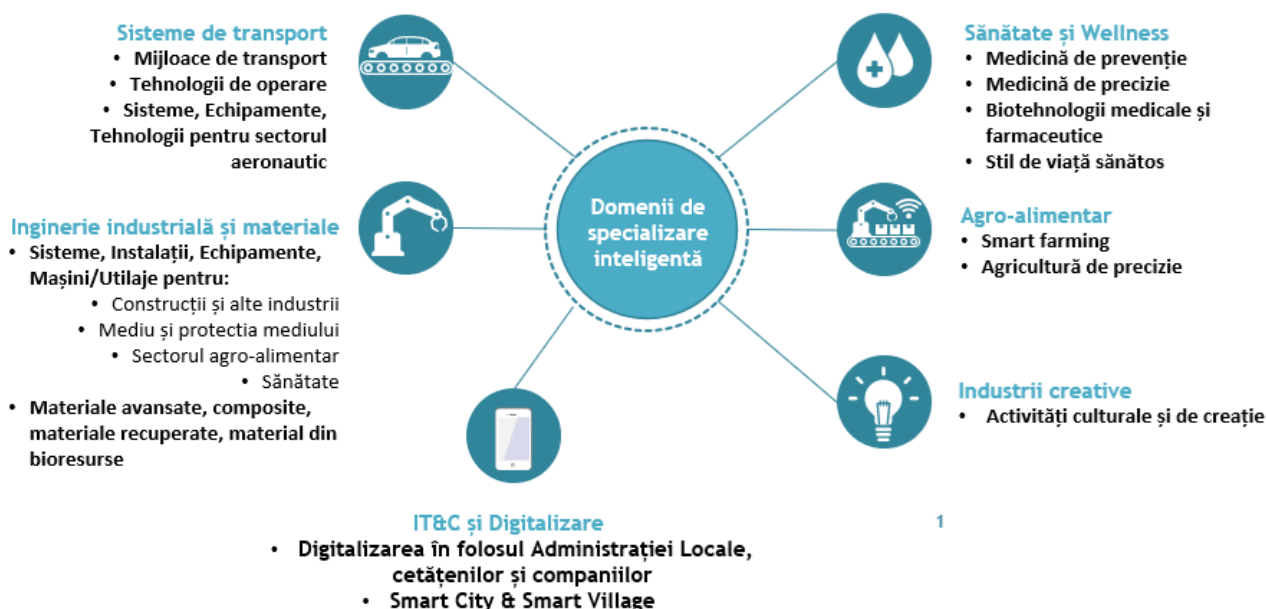 Sisteme de transport
• Mijloace de transport
• Tehnologii de operare
• Sisteme, Echipamente,
Tehnologii pentru sectorul
aeronautic
Inginerie industrială și materiale
• Sisteme, Instalații, Echipamente,
Mașini/Utilaje pentru:
• Construcții și alte industrii
• Mediu și protectia mediului
• Sectorul agro-alimentar
• Sănătate
• Materiale avansate, composite,
materiale recuperate, material din
bioresurse
Domenii de
specializare
inteligentă
Sănătate și Wellness
• Medicină de prevenție
• Medicină de precizie
• Biotehnologii medicale și
farmaceutice
• Stil de viață sănătos
Agro-alimentar
• Smart farming
• Agricultură de precizie
Industrii creative
• Activități culturale și de creație
IT&C și Digitalizare
• Digitalizarea în folosul Administrației Locale,
cetățenilor și companiilor
• Smart City & Smart Village
1